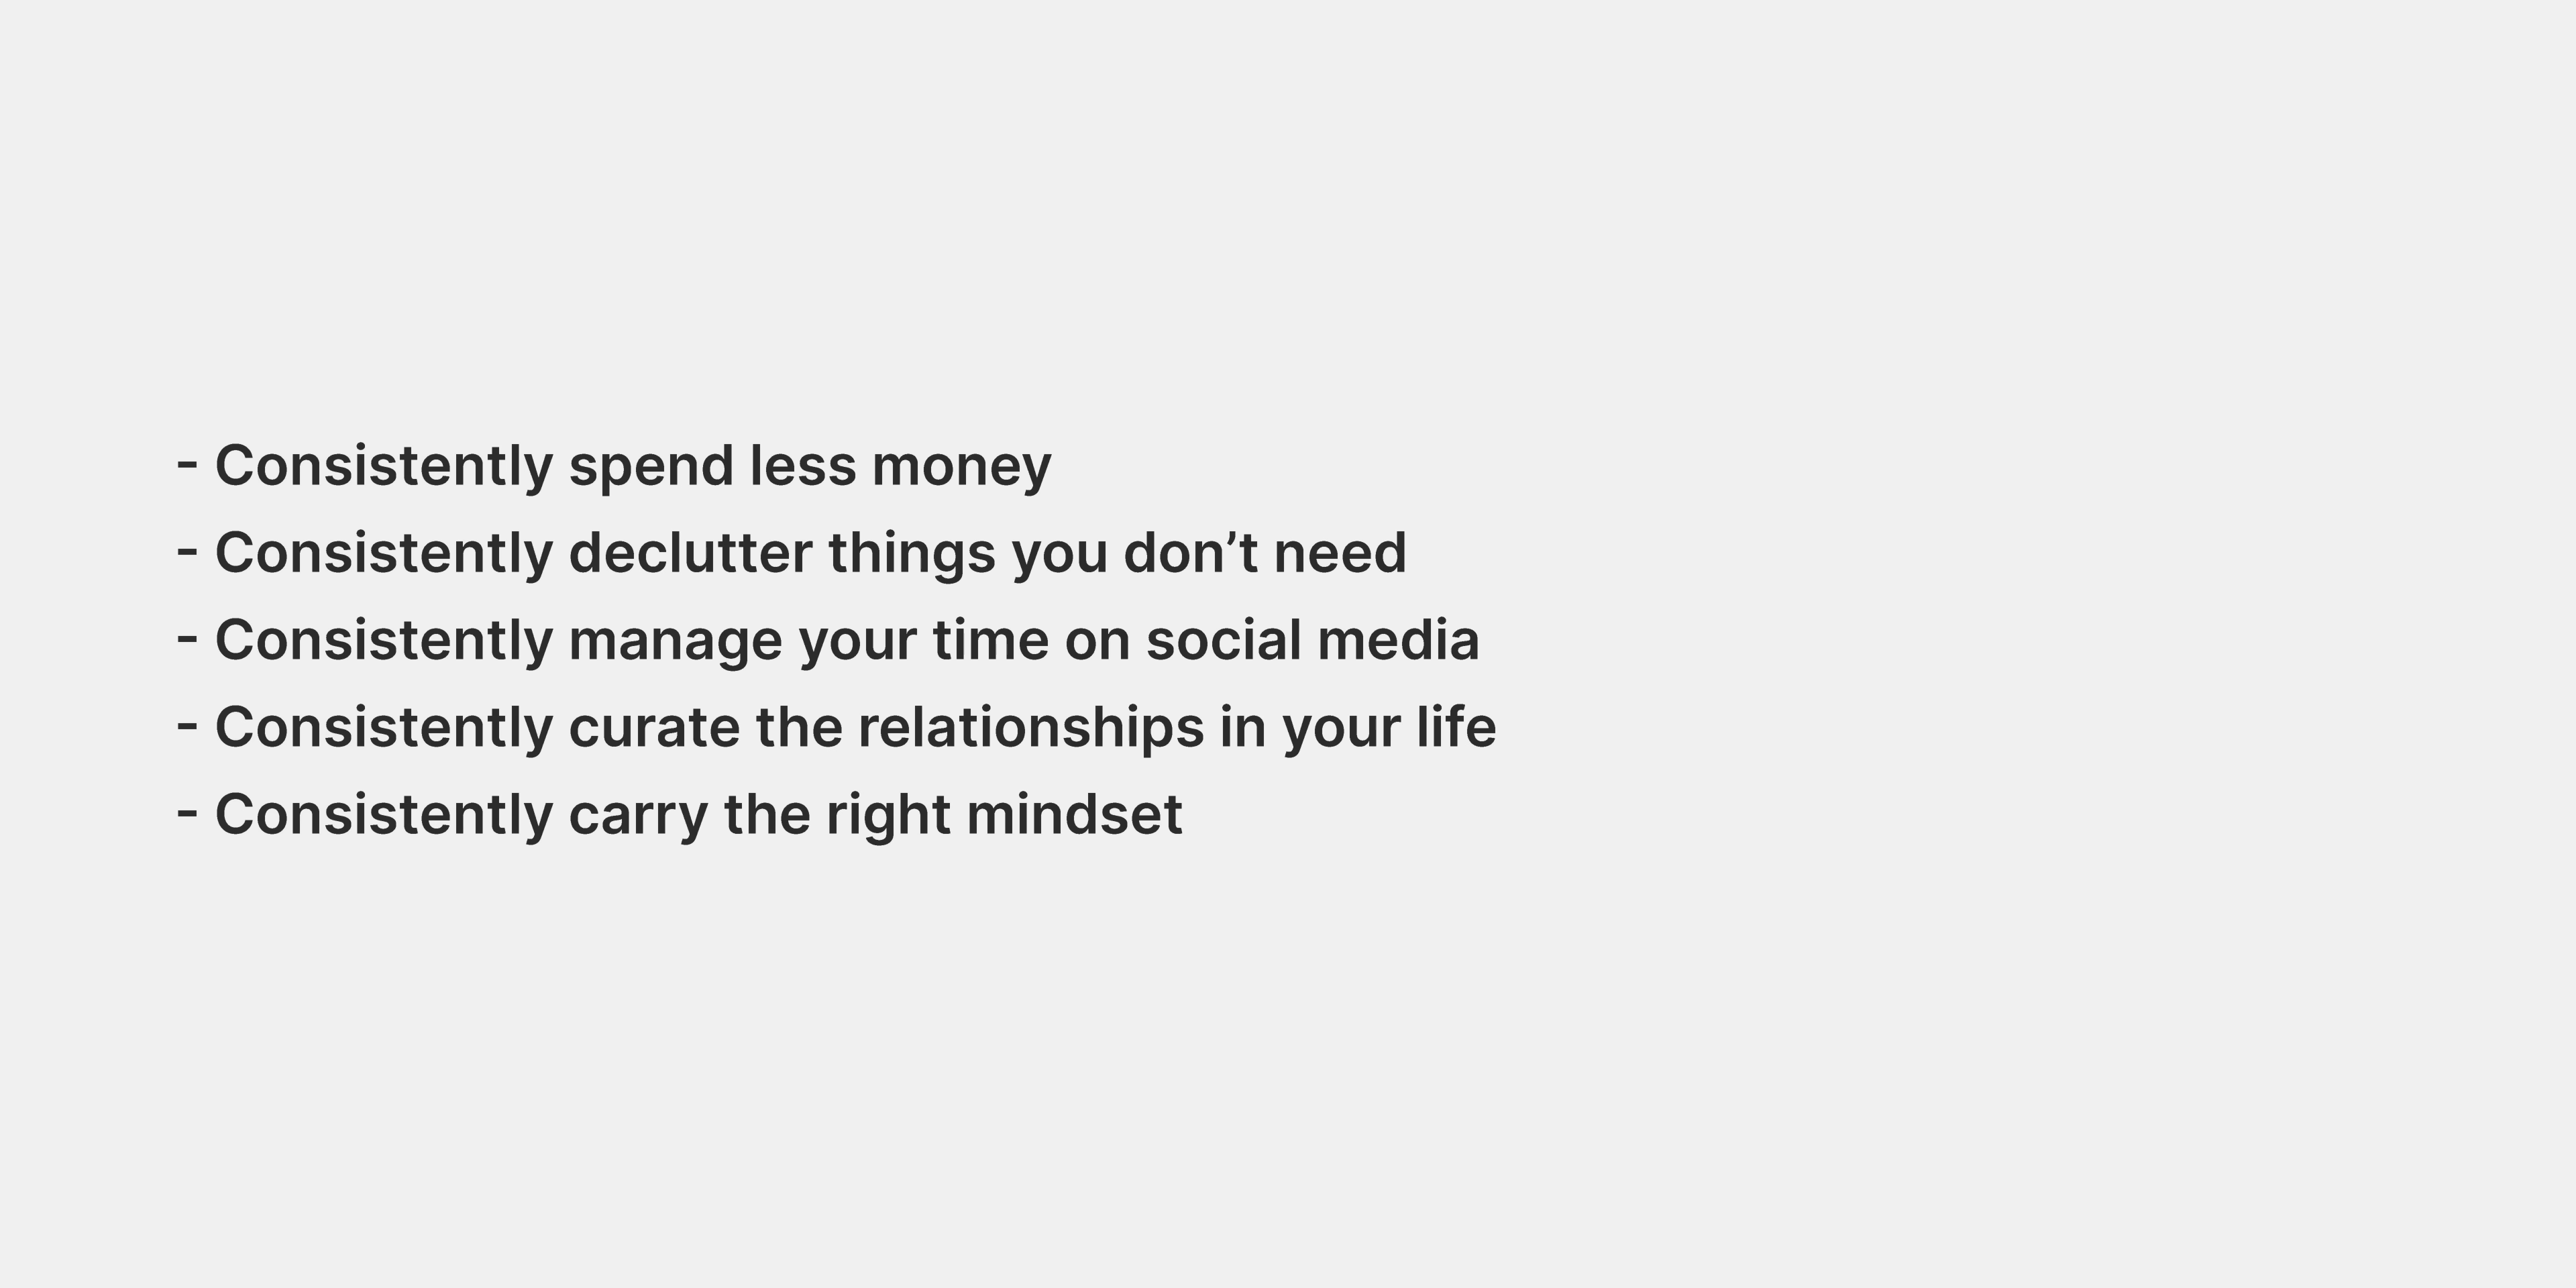 - Consistently spend less money
- Consistently declutter things you don’t need
- Consistently manage your time on social media
- Consistently curate the relationships in your life
- Consistently carry the right mindset